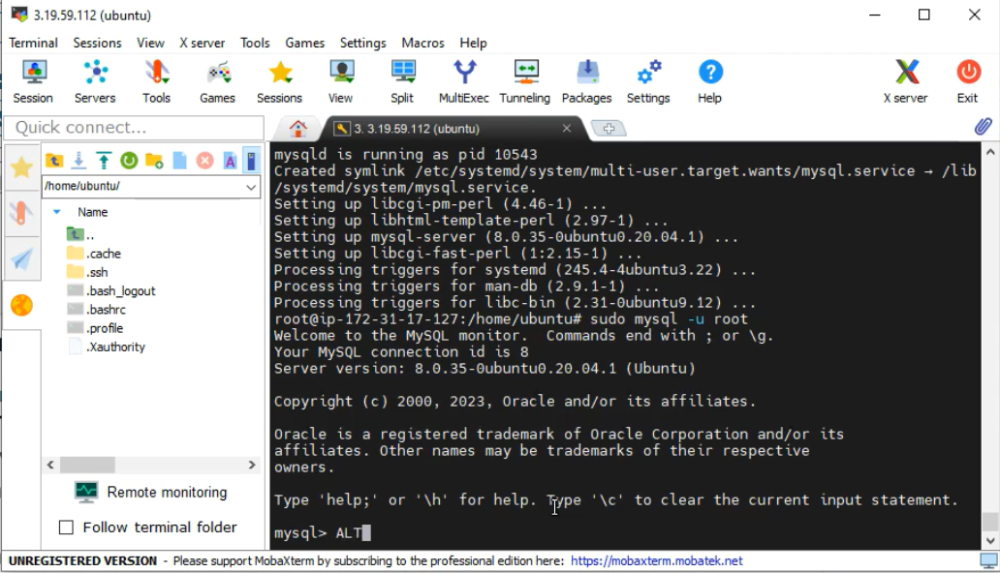 3.19.59.112 (ubuntu)
Terminal Sessions View X server Tools Games Settings Macros Help
Session Servers Tools Games Sessions View Split MultiExec Tunneling Packages Settings Help X server Exit
Quick connect...
3. 3.19.59.112 (ubuntu)
/home/ubuntu/
Name
..
.cache
.ssh
.bash_logout
.bashrc
.profile
.Xauthority
Remote monitoring
Follow terminal folder
mysqld is running as pid 10543
Created symlink /etc/systemd/system/multi-user.target.wants/mysql.service → /lib
/systemd/system/mysql.service.
Setting up libcgi-pm-perl (4.46-1) ...
Setting up libhtml-template-perl (2.97-1) ...
Setting up mysql-server (8.0.35-0ubuntu0.20.04.1) ...
Setting up libcgi-fast-perl (1:2.15-1) ...
Processing triggers for systemd (245.4-4ubuntu3.22) ...
Processing triggers for man-db (2.9.1-1) ...
Processing triggers for libc-bin (2.31-0ubuntu9.12) ...
root@ip-172-31-17-127:/home/ubuntu# sudo mysql -u root
Welcome to the MySQL monitor.  Commands end with ; or \g.
Your MySQL connection id is 8
Server version: 8.0.35-0ubuntu0.20.04.1 (Ubuntu)
Copyright (c) 2000, 2023, Oracle and/or its affiliates.
Oracle is a registered trademark of Oracle Corporation and/or its
affiliates. Other names may be trademarks of their respective
owners.
Type 'help;' or '\h' for help. Type '\c' to clear the current input statement.
mysql> ALT
UNREGISTERED VERSION - Please support MobaXterm by subscribing to the professional edition here: https://mobaxterm.mobatek.net